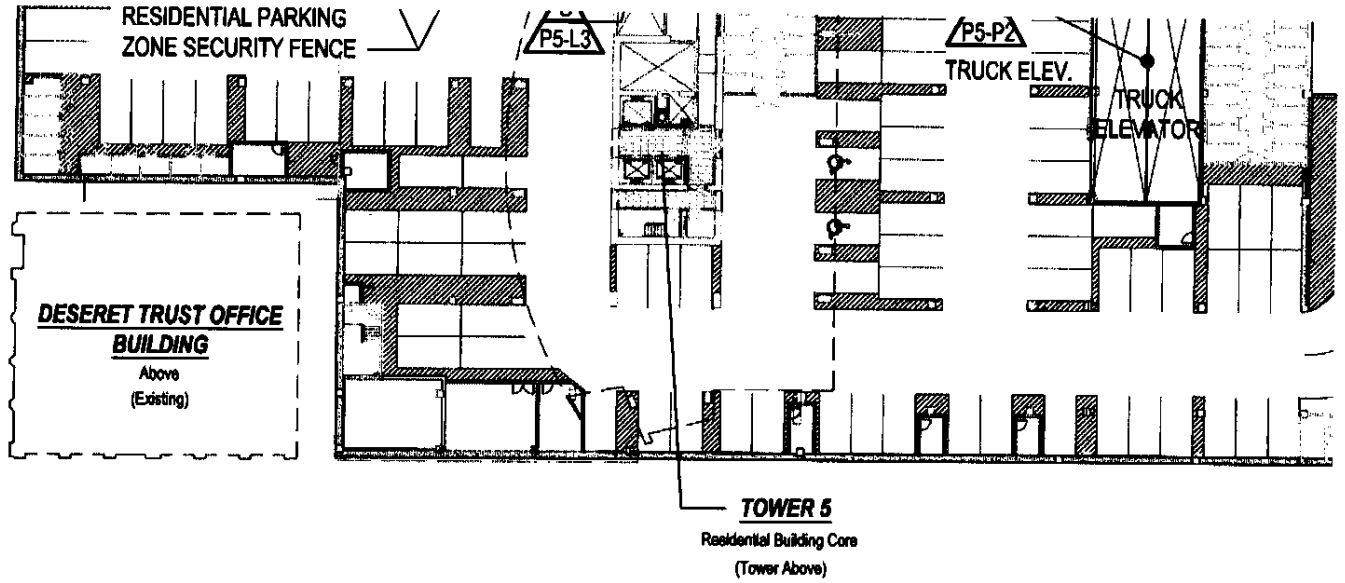 RESIDENTIAL PARKING
ZONE SECURITY FENCE
P5-L3
P5-P2
TRUCK ELEV.
TRUCK
ELEVATOR
DESERET TRUST OFFICE
BUILDING
Above
(Existing)
TOWER 5
Residential Building Core
(Tower Above)